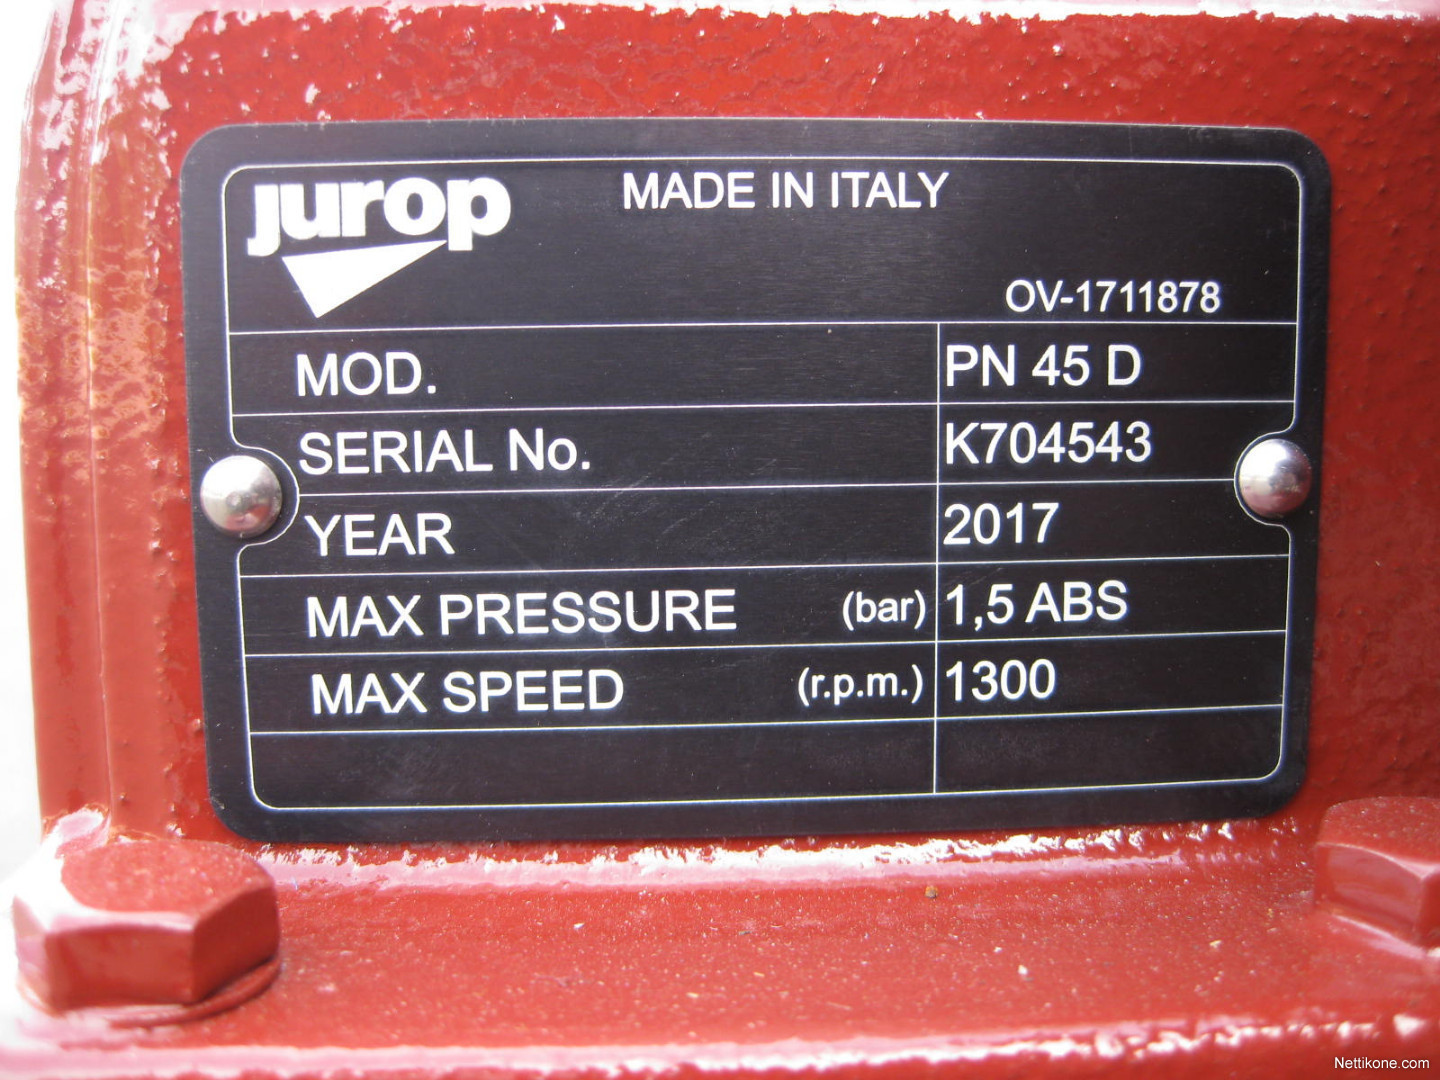 jurop
MADE IN ITALY
OV-1711878
MOD. PN 45 D
SERIAL No. K704543
YEAR 2017
MAX PRESSURE (bar) 1,5 ABS
MAX SPEED (r.p.m.) 1300
Nettikone.com